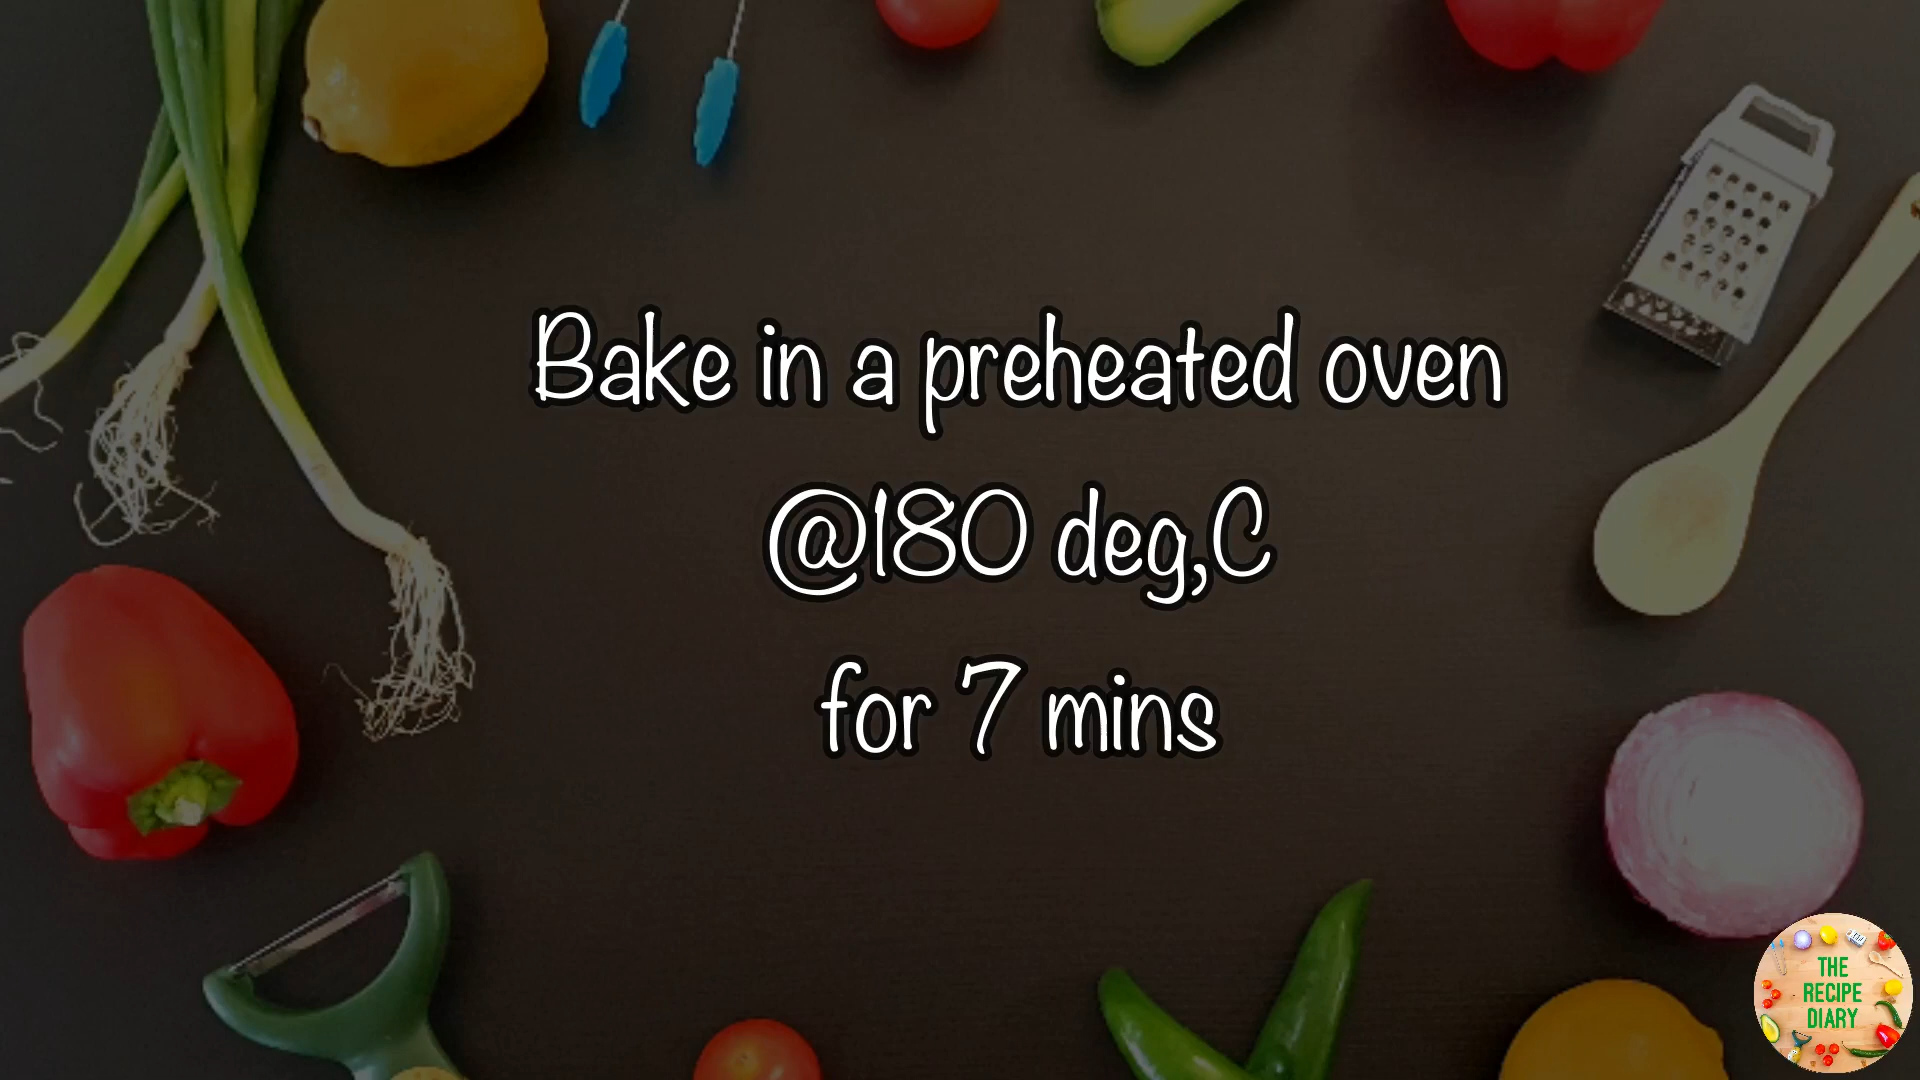 Bake in a preheated oven
@180 deg,C
for 7 mins
THE
RECIPE
DIARY